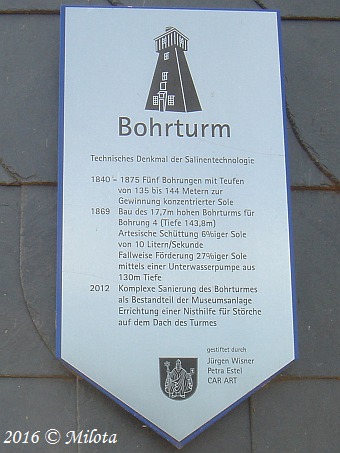 Bohrturm
Technisches Denkmal der Salinentechnologie
1840 - 1875 Fünf Bohrungen mit Teufen
von 135 bis 144 Metern zur
Gewinnung konzentrierter Sole
1869 Bau des 17,7m hohen Bohrturms für
Bohrung 4 (Tiefe 143,8m)
Artesische Schüttung 6%iger Sole
von 10 Litern/Sekunde
Fallweise Förderung 27%iger Sole
mittels einer Unterwasserpumpe aus
130m Tiefe
2012 Komplexe Sanierung des Bohrturmes
als Bestandteil der Museumsanlage
Errichtung einer Nisthilfe für Störche
auf dem Dach des Turmes
gestiftet durch
Jürgen Wisner
Petra Estel
CAR ART
2016 © Milota